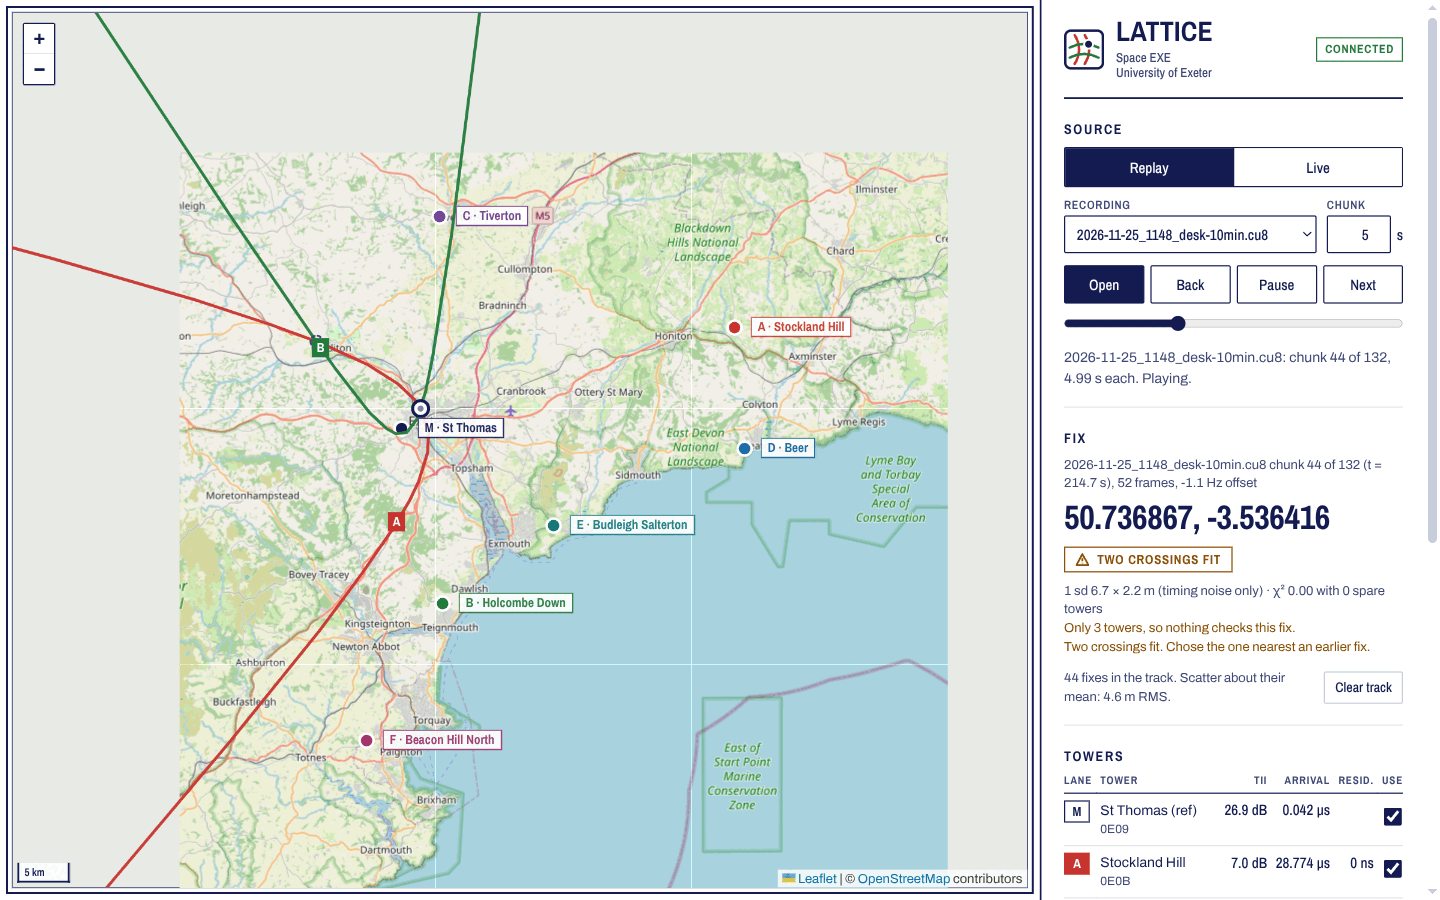 +
−
C · Tiverton
M5
Ilminster
Blackdown
Hills National
Landscape
Chard
Cullompton
Bradninch
A · Stockland Hill
Honiton
Axminster
B
Cranbrook
Ottery St Mary
Colyton
Lyme Regis
M · St Thomas
East Devon
National
Landscape
D · Beer
Topsham
Sidmouth
Lyme Bay
and Torbay
Special
Area of
Conservation
Moretonhampstead
A
E · Budleigh Salterton
Exmouth
Bovey Tracey
Dawlish
B · Holcombe Down
Kingsteignton
Teignmouth
Newton Abbot
Ashburton
Buckfastleigh
Torquay
F · Beacon Hill North
Paignton
Totnes
East of
Start Point
Marine
Conservation
Zone
Brixham
Dartmouth
5 km
Leaflet | © OpenStreetMap contributors
LATTICE
Space EXE
University of Exeter
CONNECTED
SOURCE
Replay
Live
RECORDING
CHUNK
2026-11-25_1148_desk-10min.cu8
5
s
Open
Back
Pause
Next
2026-11-25_1148_desk-10min.cu8: chunk 44 of 132,
4.99 s each. Playing.
FIX
2026-11-25_1148_desk-10min.cu8 chunk 44 of 132 (t =
214.7 s), 52 frames, -1.1 Hz offset
50.736867, -3.536416
TWO CROSSINGS FIT
1 sd 6.7 × 2.2 m (timing noise only) · χ² 0.00 with 0 spare
towers
Only 3 towers, so nothing checks this fix.
Two crossings fit. Chose the one nearest an earlier fix.
44 fixes in the track. Scatter about their
mean: 4.6 m RMS.
Clear track
TOWERS
LANE TOWER TII ARRIVAL RESID. USE
M St Thomas (ref) 26.9 dB 0.042 µs
0E09
A Stockland Hill 7.0 dB 28.774 µs 0 ns
0E0B